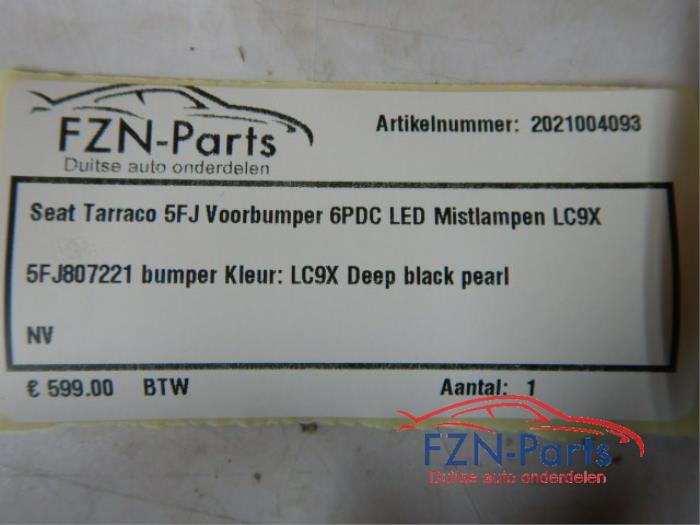 FZN-Parts
Duitse auto onderdelen
Artikelnummer: 2021004093
Seat Tarraco 5FJ Voorbumper 6PDC LED Mistlampen LC9X
5FJ807221 bumper Kleur: LC9X Deep black pearl
NV
€ 599.00 BTW Aantal: 1
FZN-Parts
Duitse auto onderdelen